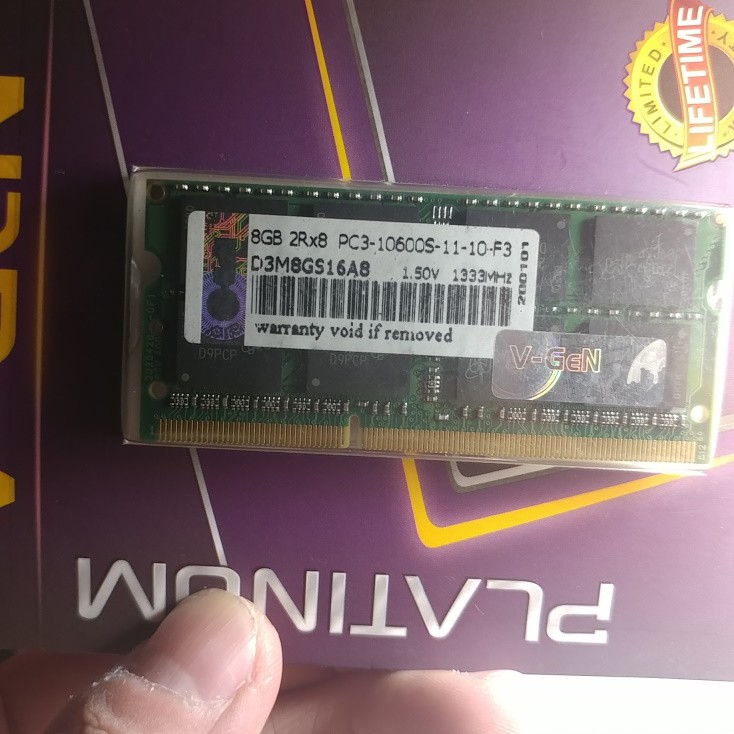 LIMITED
LIFETIME
8GB 2Rx8 PC3-10600S-11-10-F3
D3M8GS16A8 1.50V 1333MHz
200101
warranty void if removed
V-GeN
D9PCP
D9PCP
PLATINUM